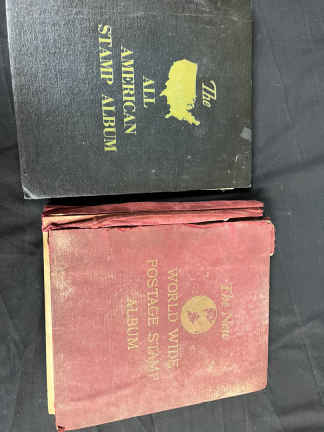 The
ALL
AMERICAN
STAMP ALBUM
The New
WORLD WIDE
POSTAGE STAMP
ALBUM